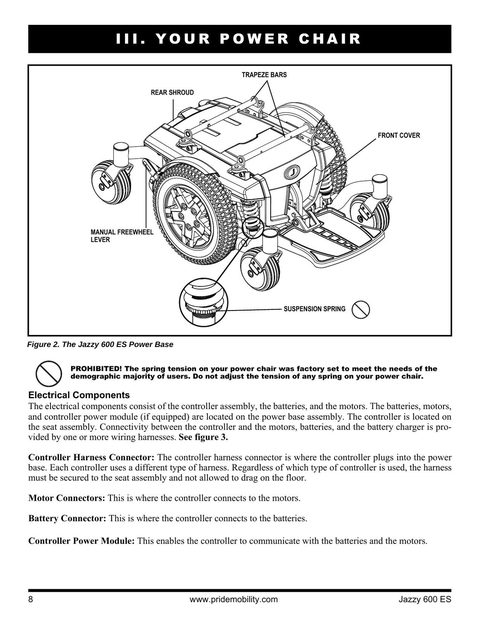 III. YOUR POWER CHAIR
TRAPEZE BARS
REAR SHROUD
FRONT COVER
MANUAL FREEWHEEL
LEVER
SUSPENSION SPRING
Figure 2. The Jazzy 600 ES Power Base
PROHIBITED! The spring tension on your power chair was factory set to meet the needs of the
demographic majority of users. Do not adjust the tension of any spring on your power chair.
Electrical Components
The electrical components consist of the controller assembly, the batteries, and the motors. The batteries, motors,
and controller power module (if equipped) are located on the power base assembly. The controller is located on
the seat assembly. Connectivity between the controller and the motors, batteries, and the battery charger is pro-
vided by one or more wiring harnesses. See figure 3.
Controller Harness Connector: The controller harness connector is where the controller plugs into the power
base. Each controller uses a different type of harness. Regardless of which type of controller is used, the harness
must be secured to the seat assembly and not allowed to drag on the floor.
Motor Connectors: This is where the controller connects to the motors.
Battery Connector: This is where the controller connects to the batteries.
Controller Power Module: This enables the controller to communicate with the batteries and the motors.
8 www.pridemobility.com Jazzy 600 ES